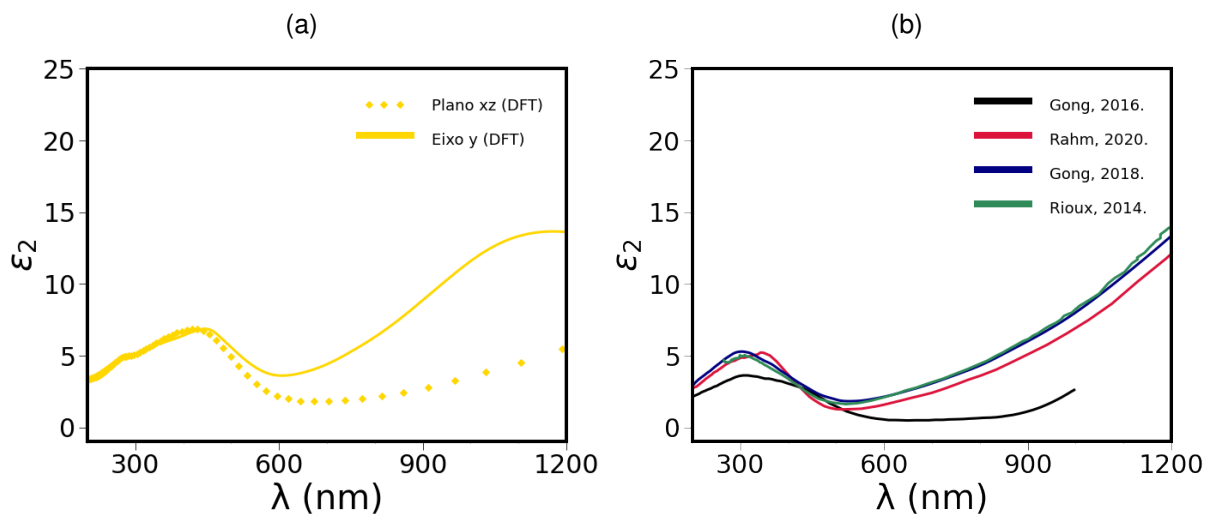 (a)
(b)
25
20
15
10
5
0
ε2
300
600
900
1200
λ (nm)
Plano xz (DFT)
Eixo y (DFT)
25
20
15
10
5
0
ε2
300
600
900
1200
λ (nm)
Gong, 2016.
Rahm, 2020.
Gong, 2018.
Rioux, 2014.